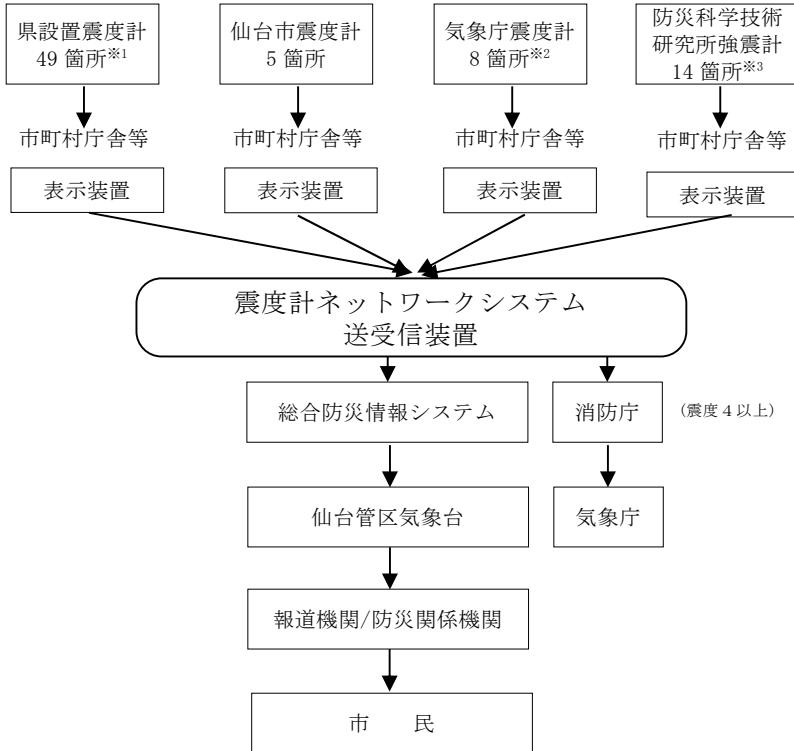 県設置震度計
49 箇所※1
仙台市震度計
5 箇所
気象庁震度計
8 箇所※2
防災科学技術
研究所強震計
14 箇所※3
市町村庁舎等
市町村庁舎等
市町村庁舎等
市町村庁舎等
表示装置
表示装置
表示装置
表示装置
震度計ネットワークシステム
送受信装置
総合防災情報システム
消防庁
(震度４以上)
仙台管区気象台
気象庁
報道機関/防災関係機関
市　　民